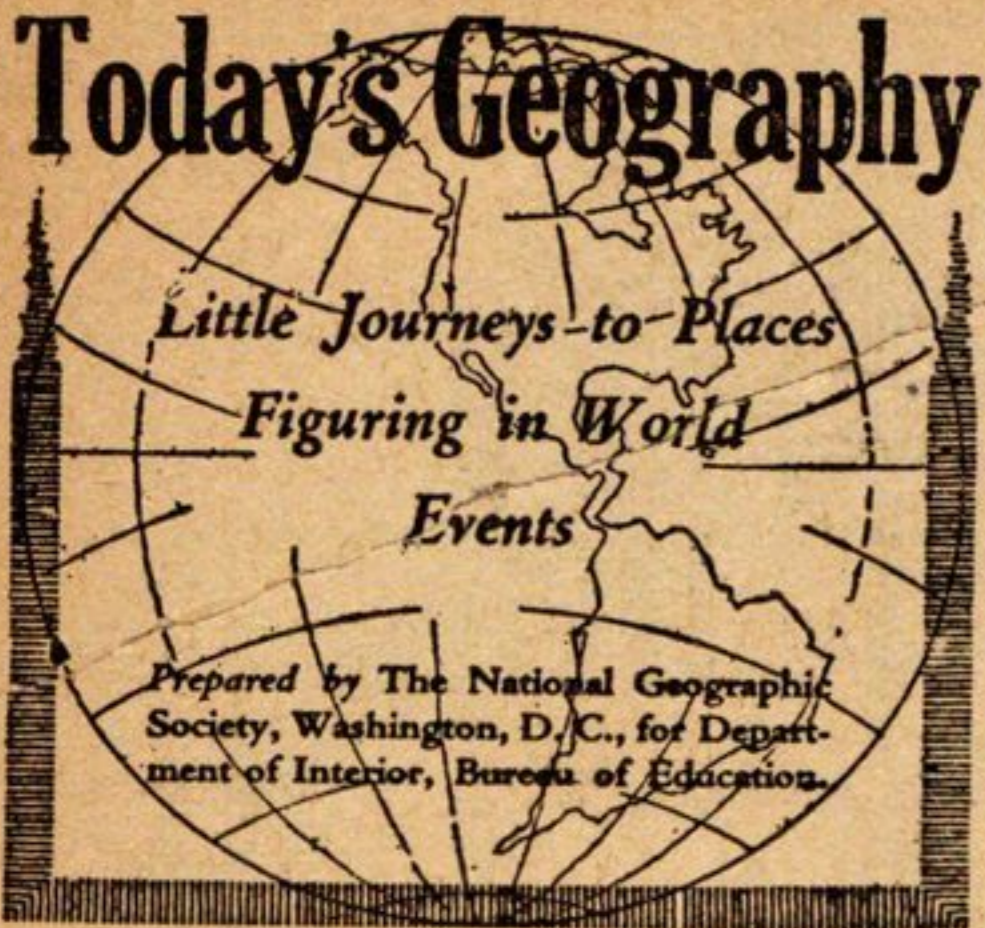 Today's Geography
Little Journeys to Places
Figuring in World
Events
Prepared by The National Geographic
Society, Washington, D. C., for Depart-
ment of Interior, Bureau of Education.